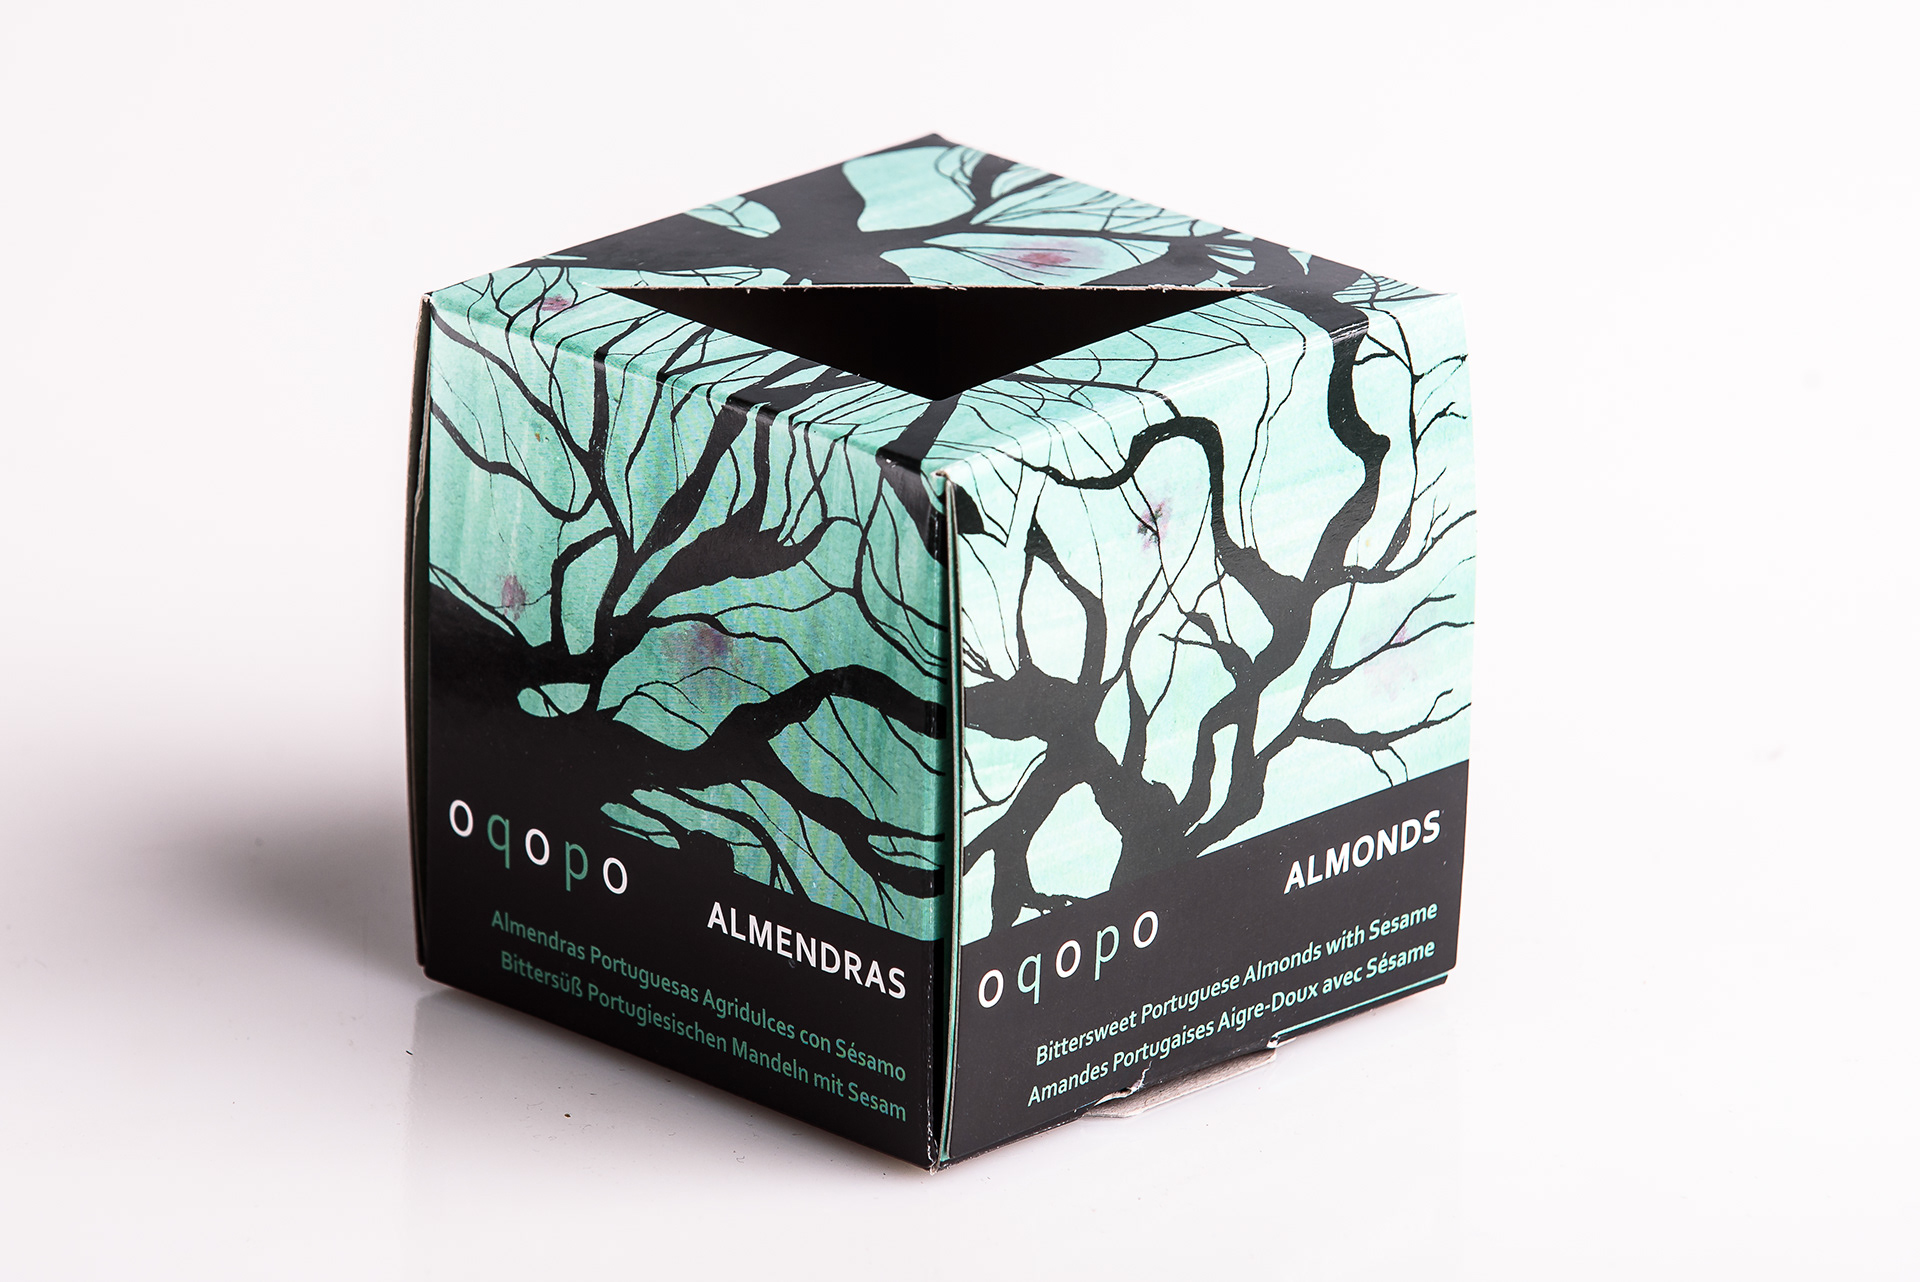 oqopo
ALMENDRAS
Almendras Portuguesas Agridulces con Sésamo
Bittersüß Portugiesischen Mandeln mit Sesam
oqopo
ALMONDS
Bittersweet Portuguese Almonds with Sesame
Amandes Portugaises Aigre-Doux avec Sésame